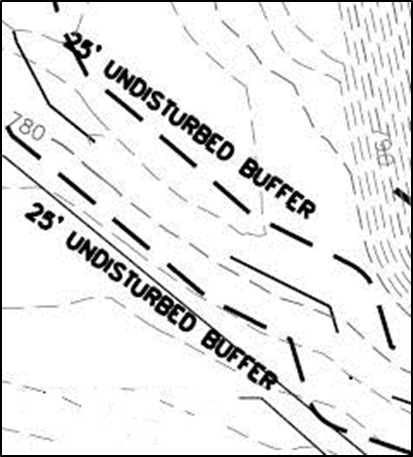 25' UNDISTURBED BUFFER
780
790
25' UNDISTURBED BUFFER